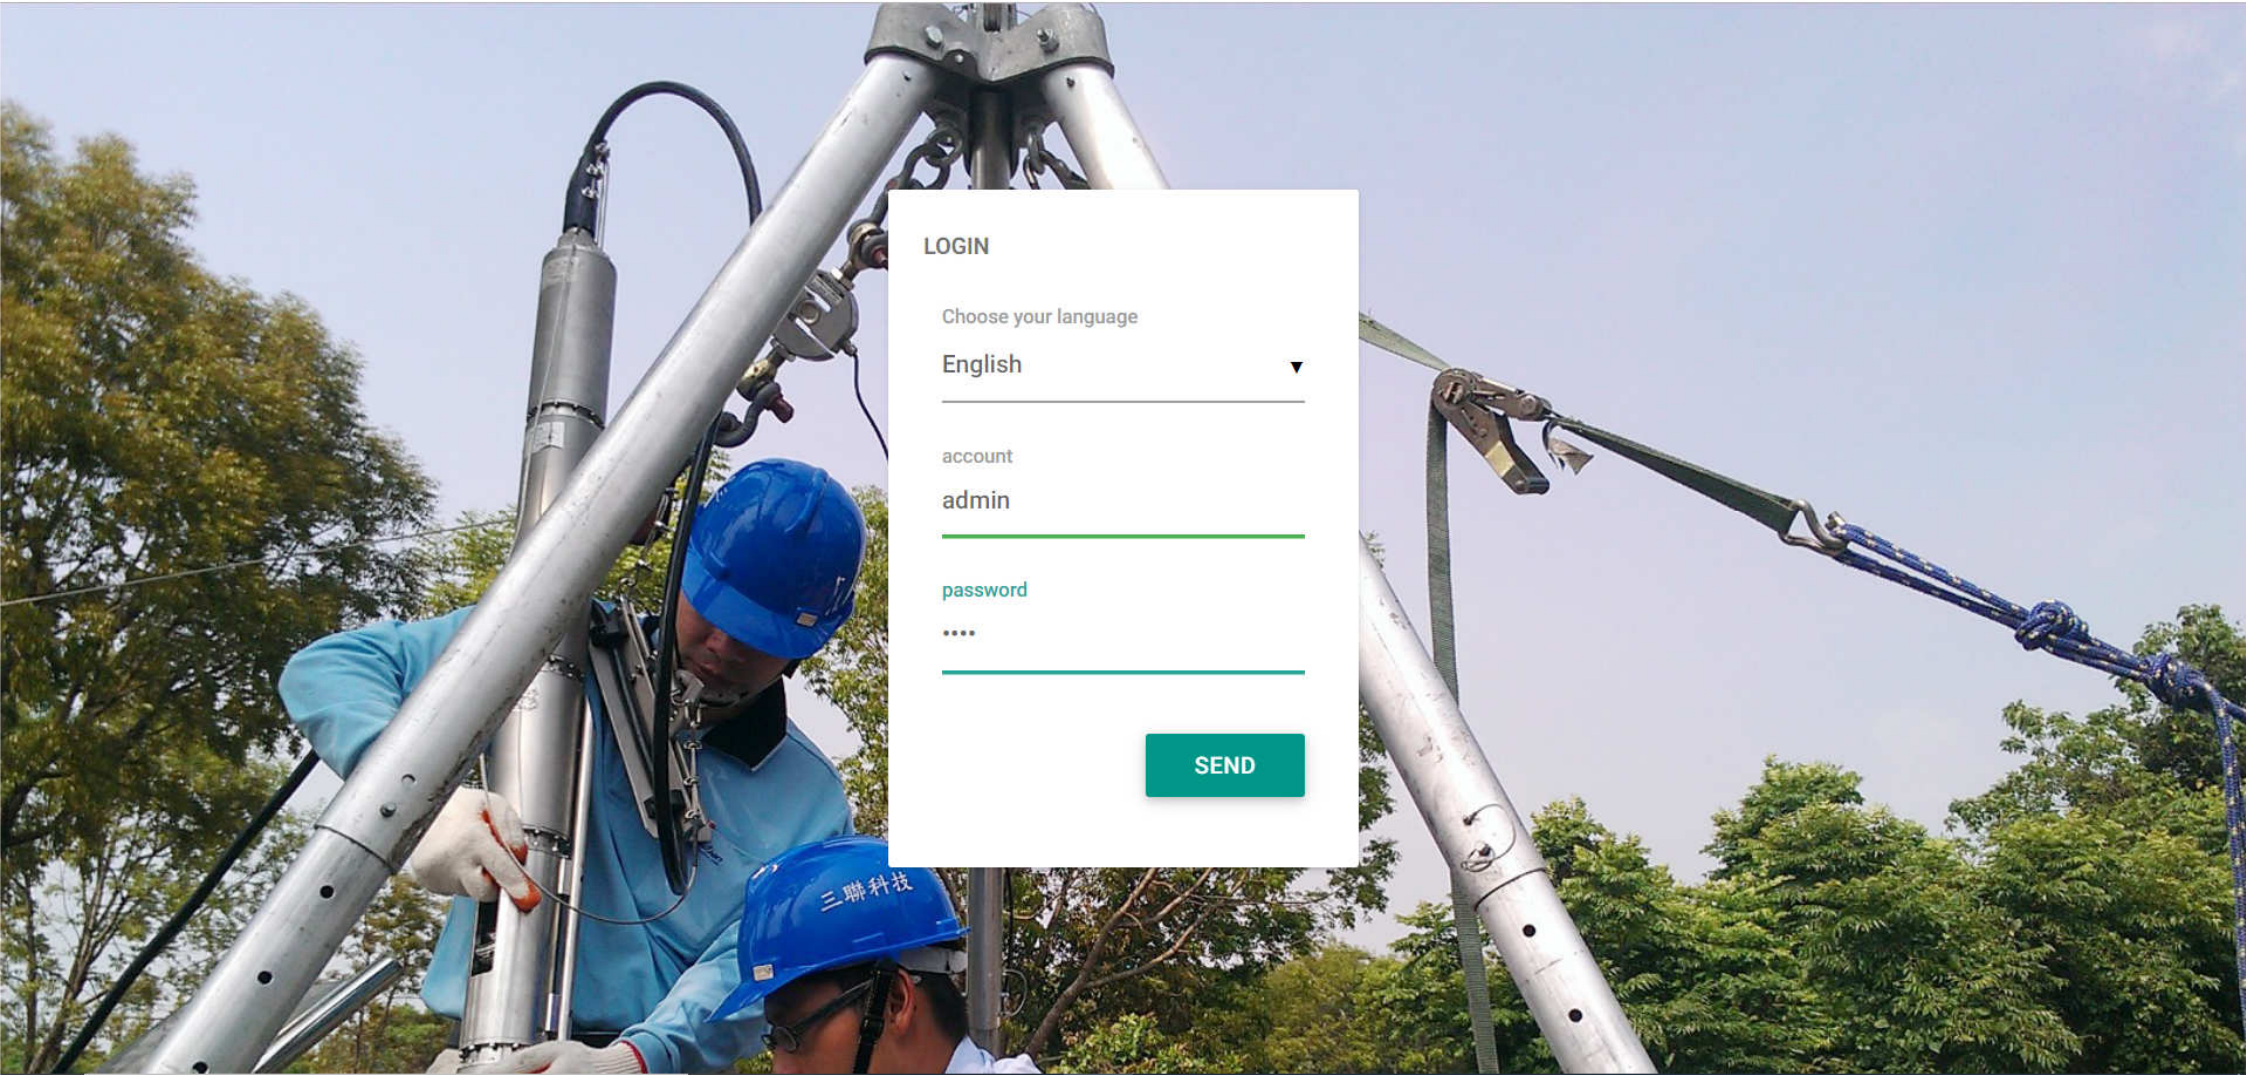 LOGIN
Choose your language
English
account
admin
password
••••
SEND
三聯科技